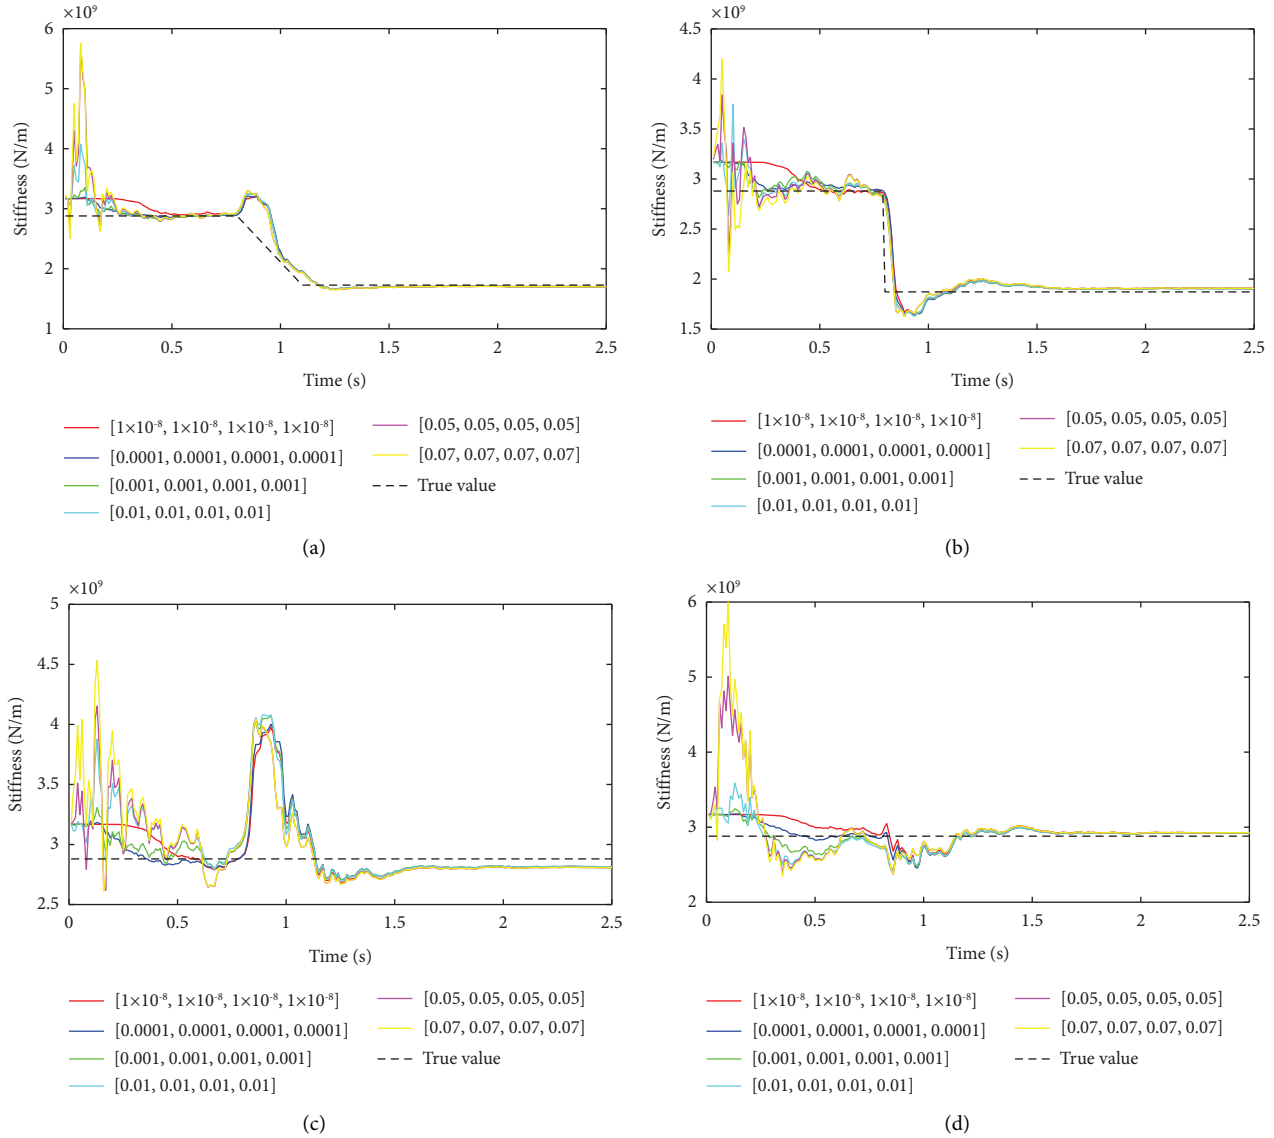 ×10⁹
6
5
4
3
2
1
Stiffness (N/m)
0
0.5
1
1.5
2
2.5
Time (s)
[1×10⁻⁸, 1×10⁻⁸, 1×10⁻⁸, 1×10⁻⁸]
[0.0001, 0.0001, 0.0001, 0.0001]
[0.001, 0.001, 0.001, 0.001]
[0.01, 0.01, 0.01, 0.01]
[0.05, 0.05, 0.05, 0.05]
[0.07, 0.07, 0.07, 0.07]
True value
(a)
×10⁹
4.5
4
3.5
3
2.5
2
1.5
Stiffness (N/m)
0
0.5
1
1.5
2
2.5
Time (s)
[1×10⁻⁸, 1×10⁻⁸, 1×10⁻⁸, 1×10⁻⁸]
[0.0001, 0.0001, 0.0001, 0.0001]
[0.001, 0.001, 0.001, 0.001]
[0.01, 0.01, 0.01, 0.01]
[0.05, 0.05, 0.05, 0.05]
[0.07, 0.07, 0.07, 0.07]
True value
(b)
×10⁹
5
4.5
4
3.5
3
2.5
Stiffness (N/m)
0
0.5
1
1.5
2
2.5
Time (s)
[1×10⁻⁸, 1×10⁻⁸, 1×10⁻⁸, 1×10⁻⁸]
[0.0001, 0.0001, 0.0001, 0.0001]
[0.001, 0.001, 0.001, 0.001]
[0.01, 0.01, 0.01, 0.01]
[0.05, 0.05, 0.05, 0.05]
[0.07, 0.07, 0.07, 0.07]
True value
(c)
×10⁹
6
5
4
3
2
Stiffness (N/m)
0
0.5
1
1.5
2
2.5
Time (s)
[1×10⁻⁸, 1×10⁻⁸, 1×10⁻⁸, 1×10⁻⁸]
[0.0001, 0.0001, 0.0001, 0.0001]
[0.001, 0.001, 0.001, 0.001]
[0.01, 0.01, 0.01, 0.01]
[0.05, 0.05, 0.05, 0.05]
[0.07, 0.07, 0.07, 0.07]
True value
(d)